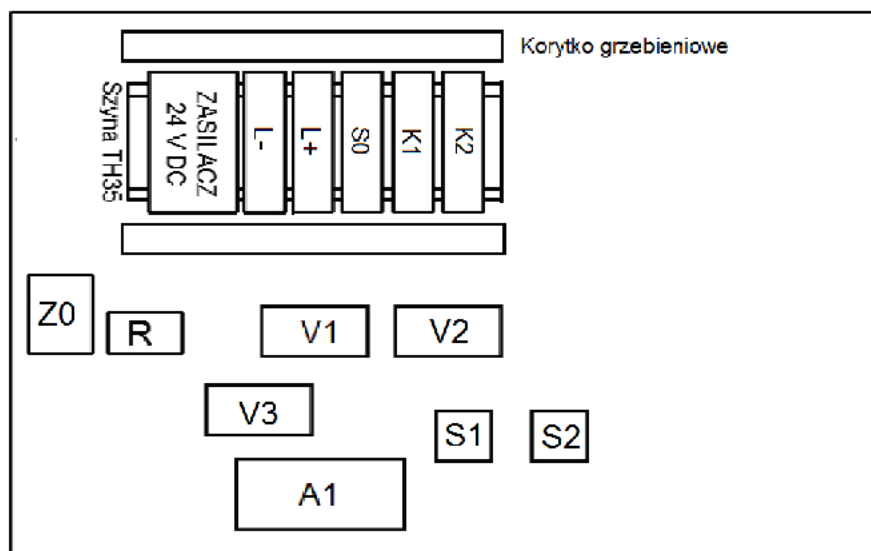 Korytko grzebieniowe
Szyna TH35
ZASILACZ
24 V DC
L-
L+
S0
K1
K2
Z0
R
V1
V2
V3
S1
S2
A1